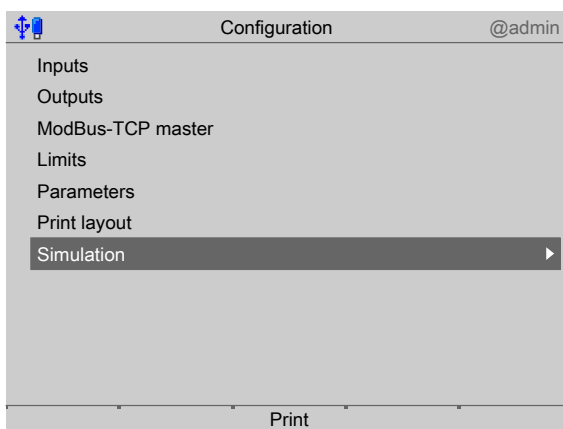 Configuration @admin
Inputs
Outputs
ModBus-TCP master
Limits
Parameters
Print layout
Simulation
Print